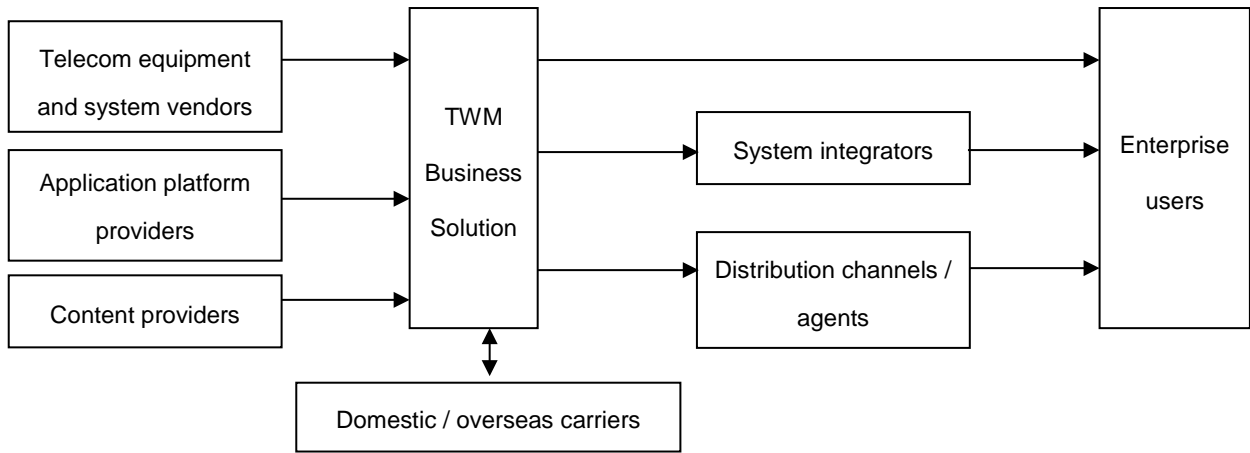 Telecom equipment
and system vendors
Application platform
providers
Content providers
TWM
Business
Solution
Domestic / overseas carriers
System integrators
Distribution channels /
agents
Enterprise
users